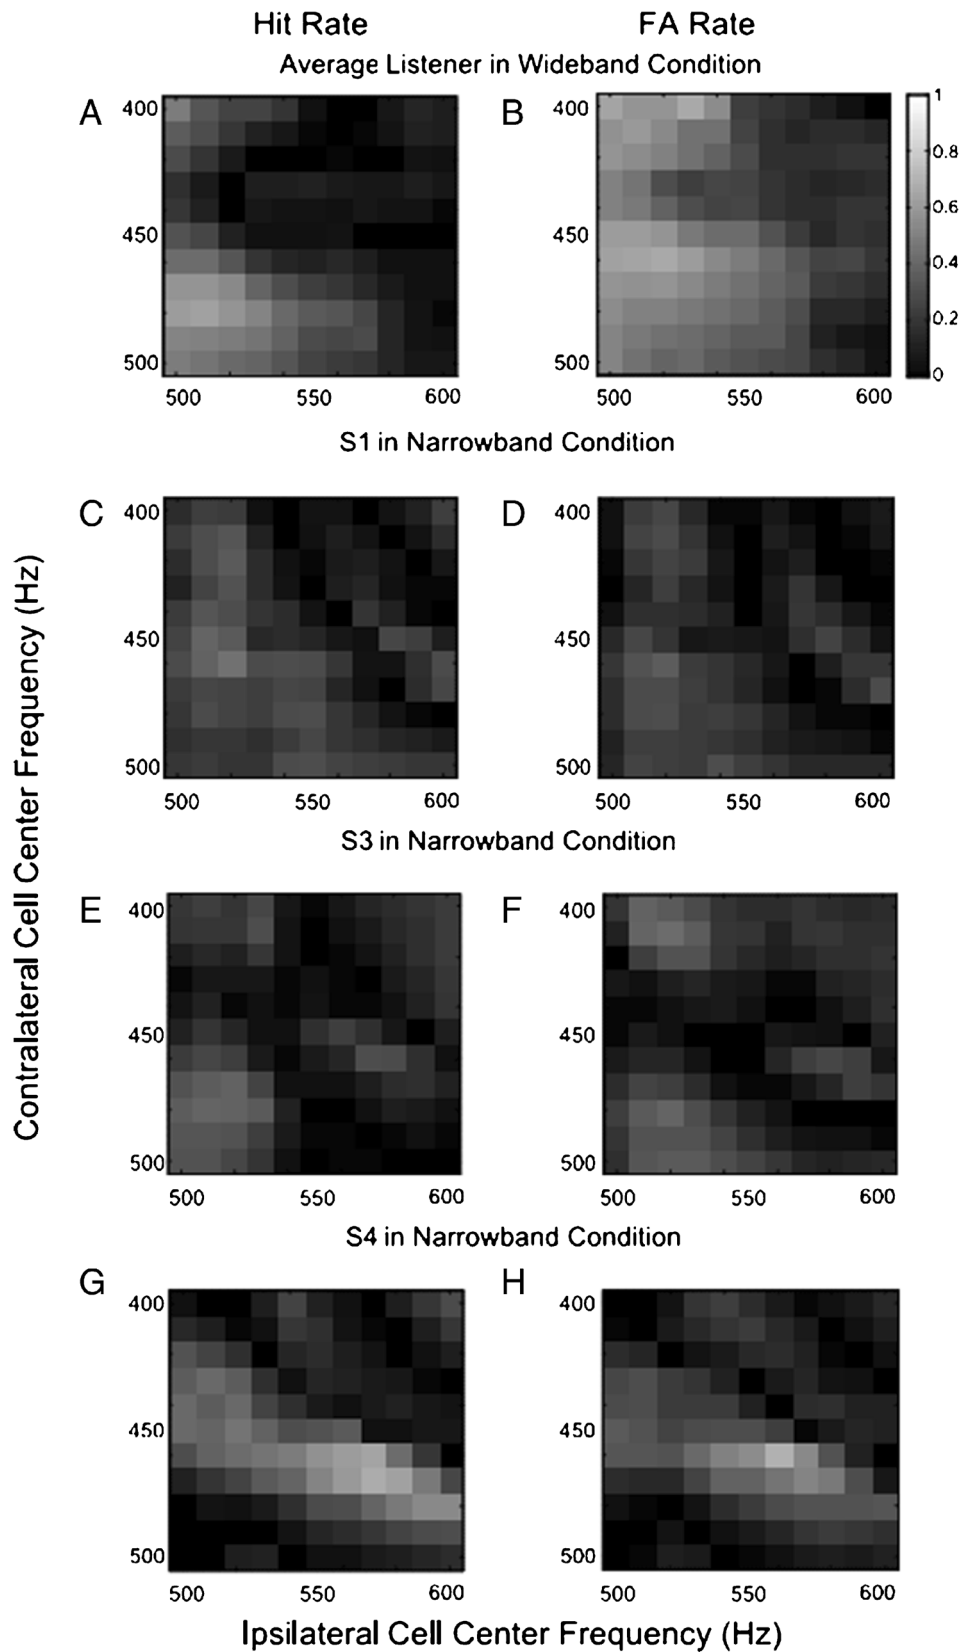 Hit Rate FA Rate
Average Listener in Wideband Condition
A B
400 450 500
500 550 600
400 450 500
500 550 600
1 0.8 0.6 0.4 0.2 0
S1 in Narrowband Condition
C D
400 450 500
500 550 600
400 450 500
500 550 600
S3 in Narrowband Condition
E F
400 450 500
500 550 600
400 450 500
500 550 600
S4 in Narrowband Condition
G H
400 450 500
500 550 600
400 450 500
500 550 600
Contralateral Cell Center Frequency (Hz)
Ipsilateral Cell Center Frequency (Hz)